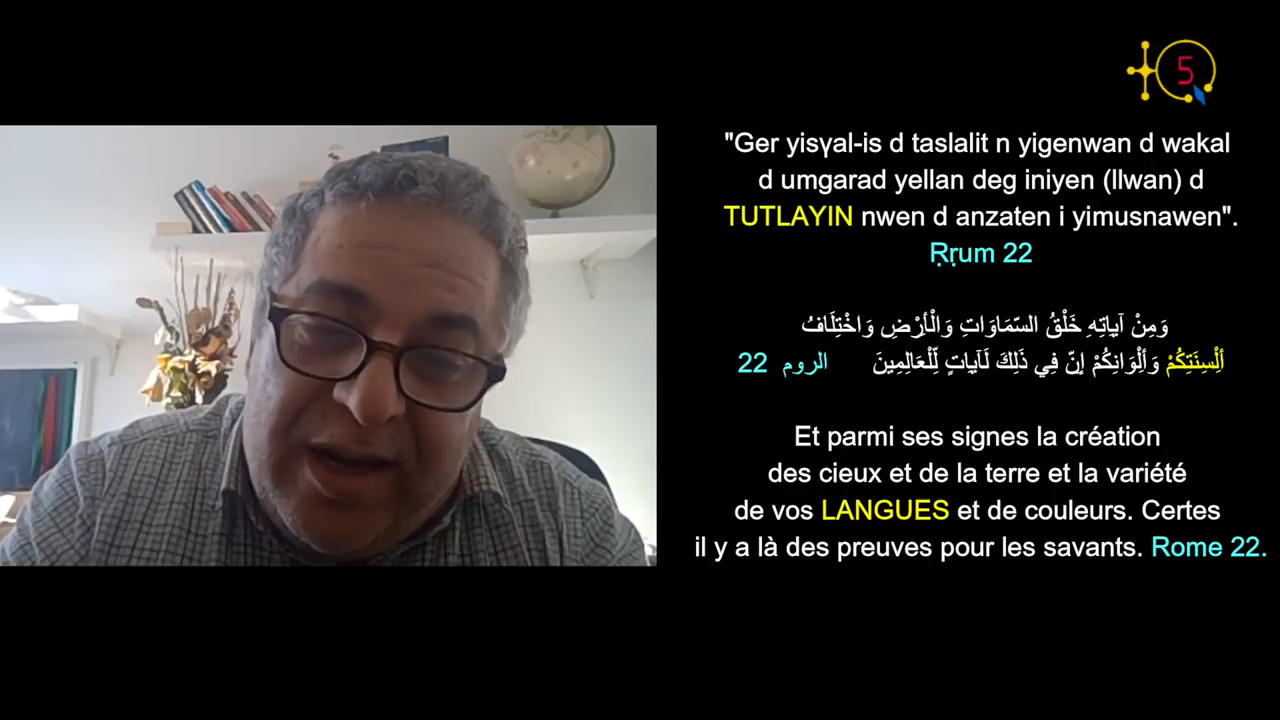 5
"Ger yisγal-is d taslalit n yigenwan d wakal
d umgarad yellan deg iniyen (llwan) d
TUTLAYIN nwen d anzaten i yimusnawen".
Ṛṛum 22
وَمِنْ آيَاتِهِ خَلْقُ السّمَاوَاتِ وَالْأَرْضِ وَاخْتِلَافُ
أَلْسِنَتِكُمْ وَأَلْوَانِكُمْ إِنّ فِي ذَلِكَ لَآيَاتٍ لِّلْعَالِمِينَ الروم 22
Et parmi ses signes la création
des cieux et de la terre et la variété
de vos LANGUES et de couleurs. Certes
il y a là des preuves pour les savants. Rome 22.